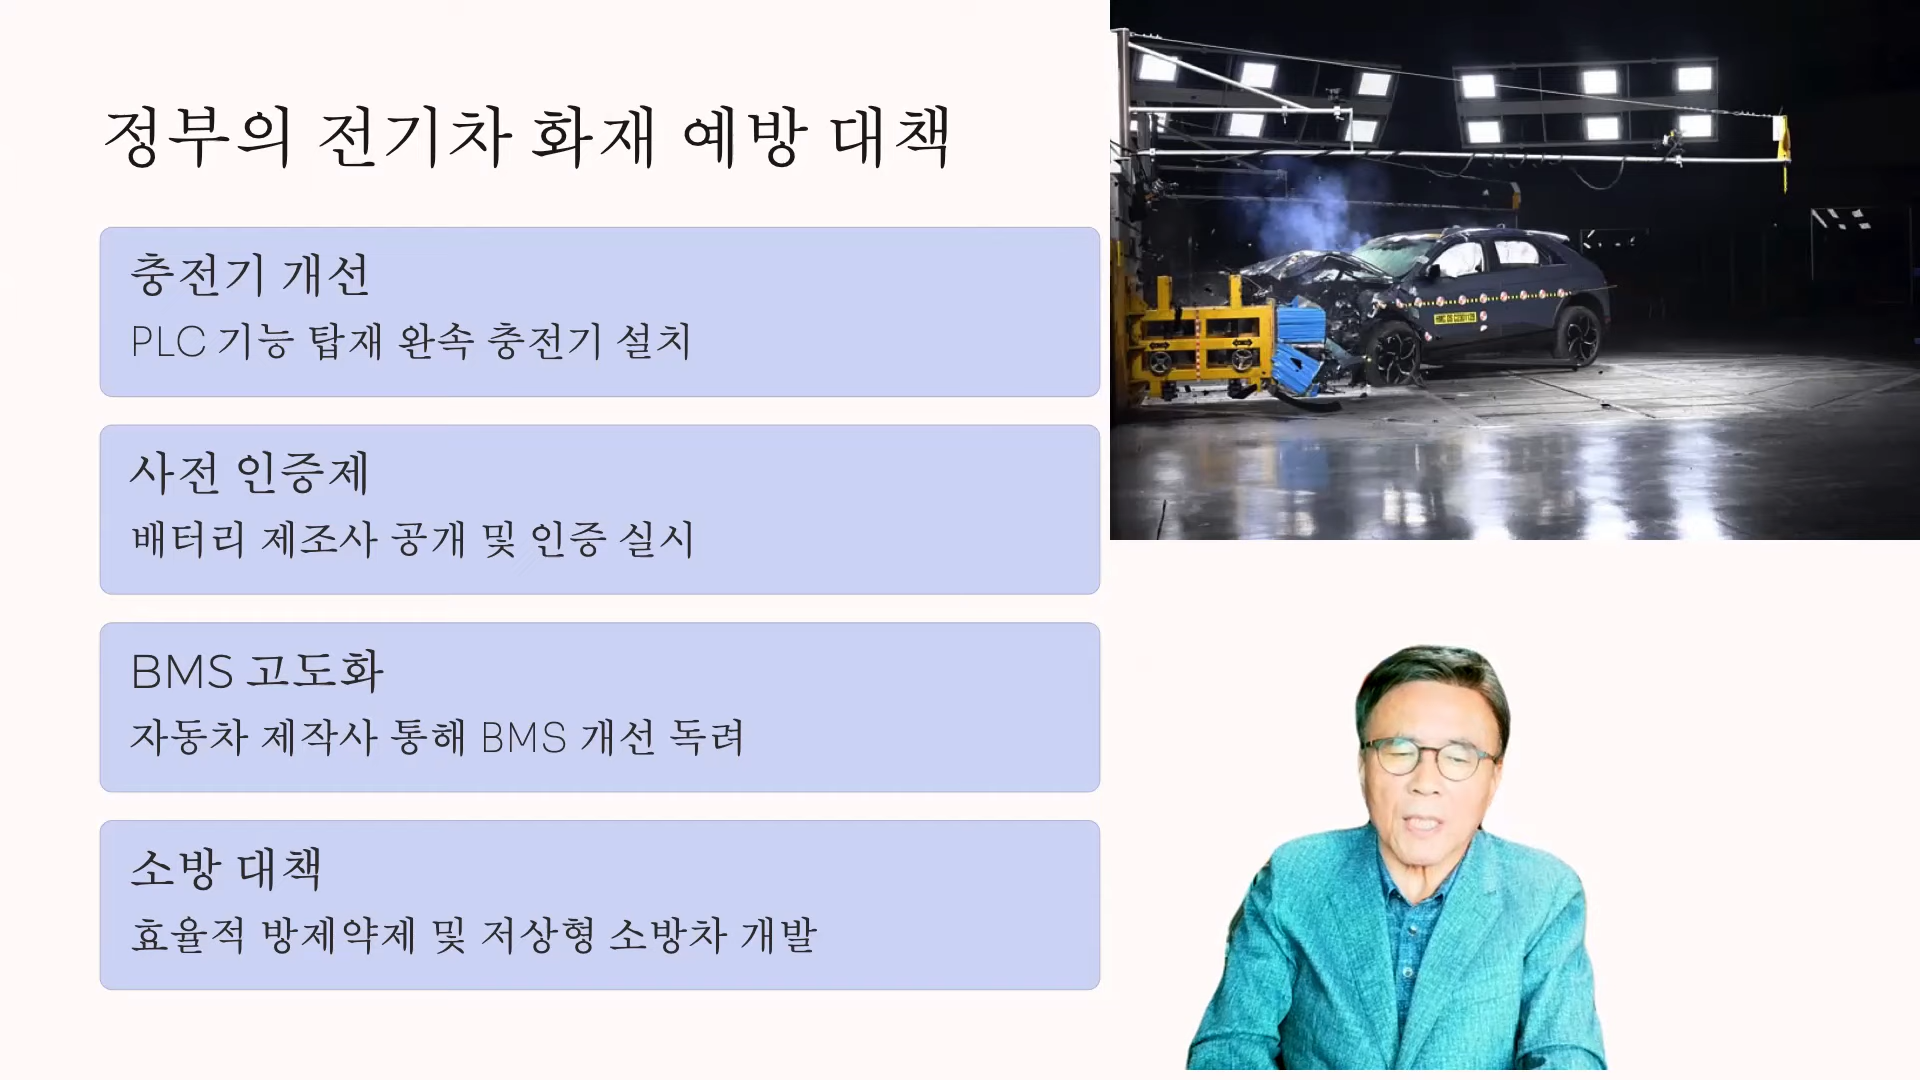 정부의 전기차 화재 예방 대책
충전기 개선
PLC 기능 탑재 완속 충전기 설치
사전 인증제
배터리 제조사 공개 및 인증 실시
BMS 고도화
자동차 제작사 통해 BMS 개선 독려
소방 대책
효율적 방제약제 및 저상형 소방차 개발